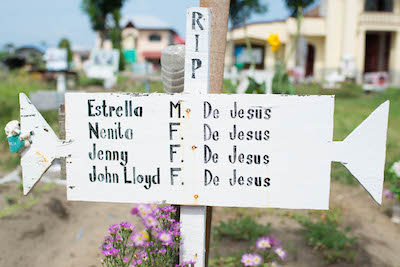 RIP
Estrella M. De Jesus
Nenita F. De Jesus
Jenny F. De Jesus
John Lloyd F. De Jesus